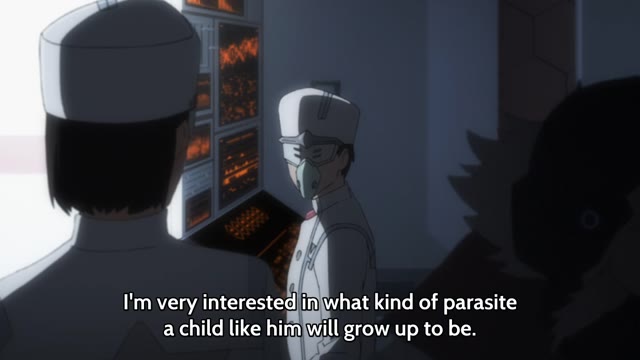 I'm very interested in what kind of parasite
a child like him will grow up to be.